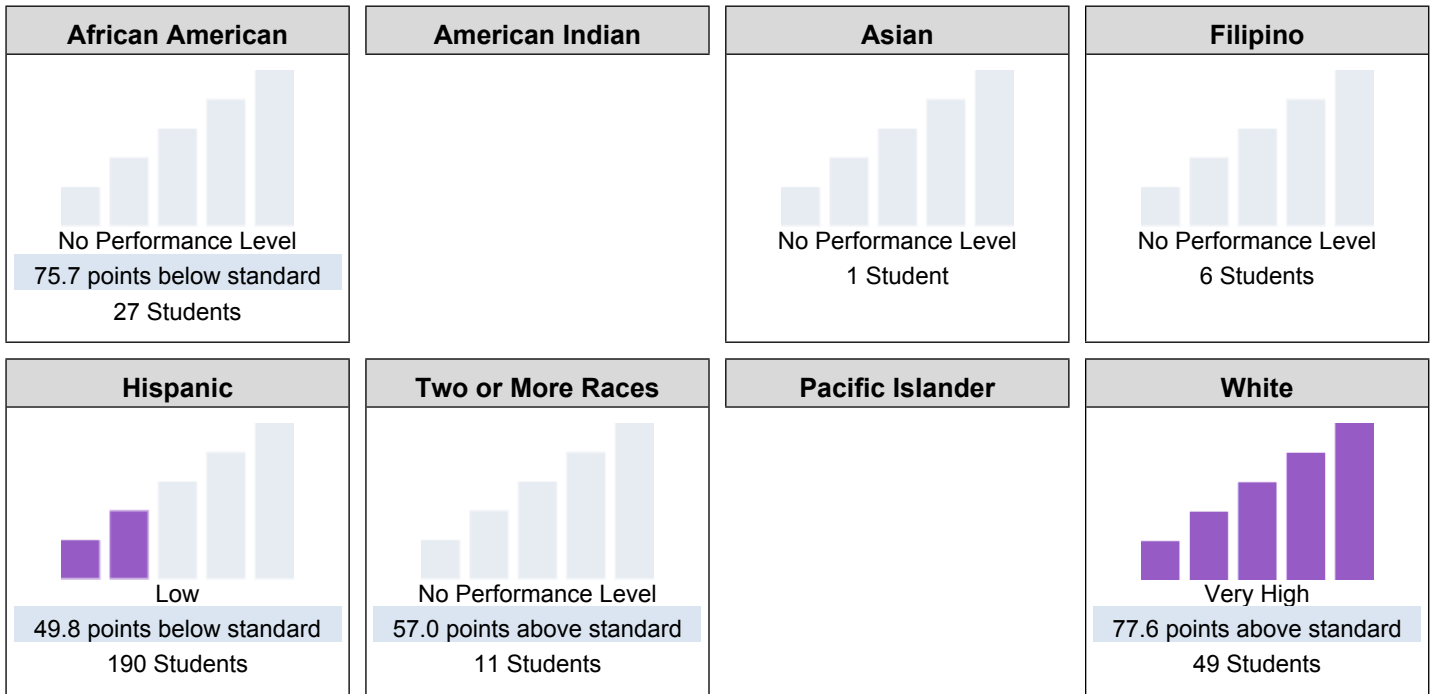 African American
No Performance Level
75.7 points below standard
27 Students
American Indian
Asian
No Performance Level
1 Student
Filipino
No Performance Level
6 Students
Hispanic
Low
49.8 points below standard
190 Students
Two or More Races
No Performance Level
57.0 points above standard
11 Students
Pacific Islander
White
Very High
77.6 points above standard
49 Students